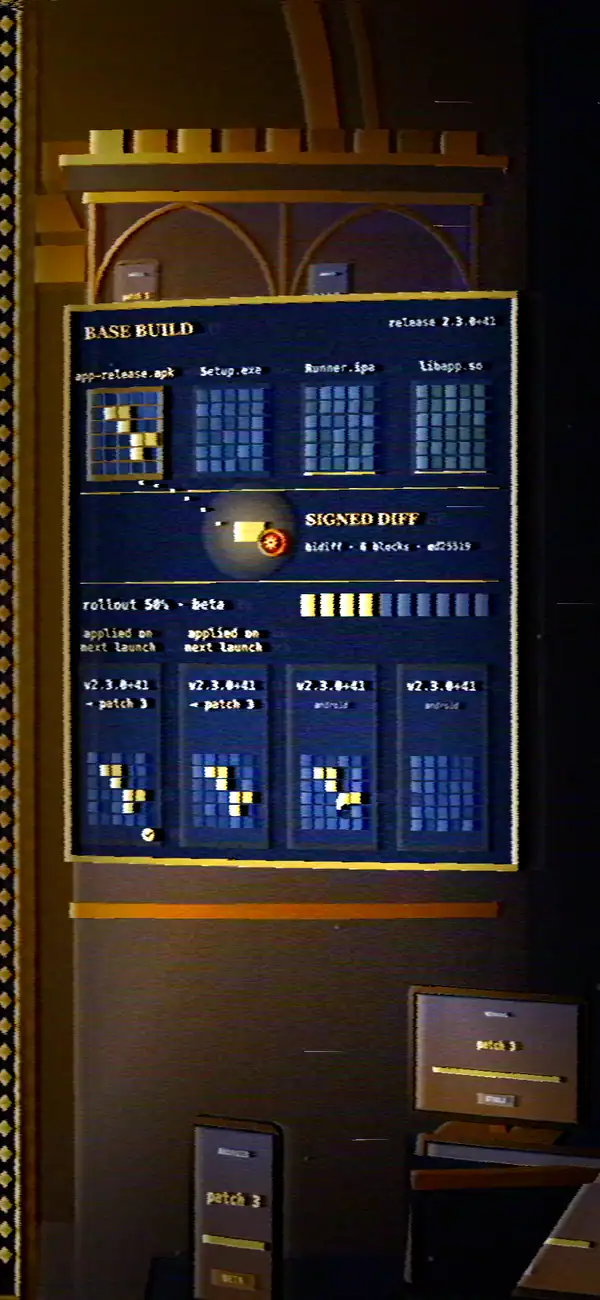 BASE BUILD
release 2.3.0+41
app-release.apk
Setup.exe
Runner.ipa
libapp.so
SIGNED DIFF
bidiff · 6 blocks · ed25519
rollout 50% · beta
applied on
next launch
applied on
next launch
v2.3.0+41
→ patch 3
v2.3.0+41
→ patch 3
v2.3.0+41
android
v2.3.0+41
android
patch 3
patch 3
BETA